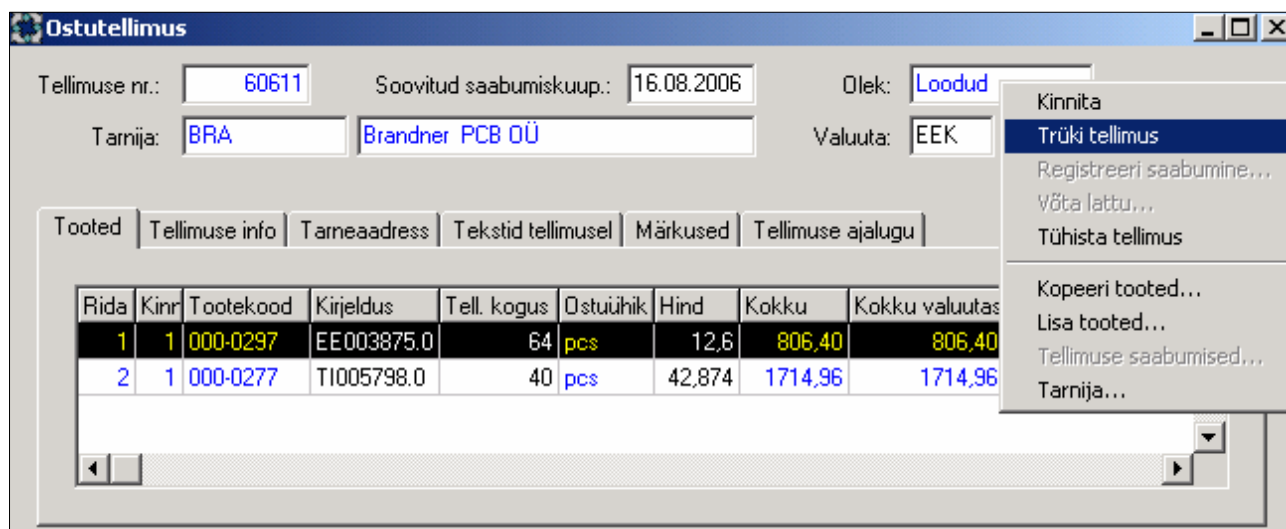 Ostutellimus
Tellimuse nr.: 60611 Soovitud saabumiskuup.: 16.08.2006 Olek: Loodud
Tarnija: BRA Brandner PCB OÜ Valuuta: EEK
Kinnita
Trüki tellimus
Registreeri saabumine...
Võta lattu...
Tühista tellimus
Kopeeri tooted...
Lisa tooted...
Tellimuse saabumised...
Tarnija...
Tooted Tellimuse info Tarneaadress Tekstid tellimusel Märkused Tellimuse ajalugu
Rida Kinr Tootekood Kirjeldus Tell. kogus Ostuühik Hind Kokku Kokku valuutas
1 1 000-0297 EE003875.0 64 pcs 12,6 806,40 806,40
2 1 000-0277 TI005798.0 40 pcs 42,874 1714,96 1714,96